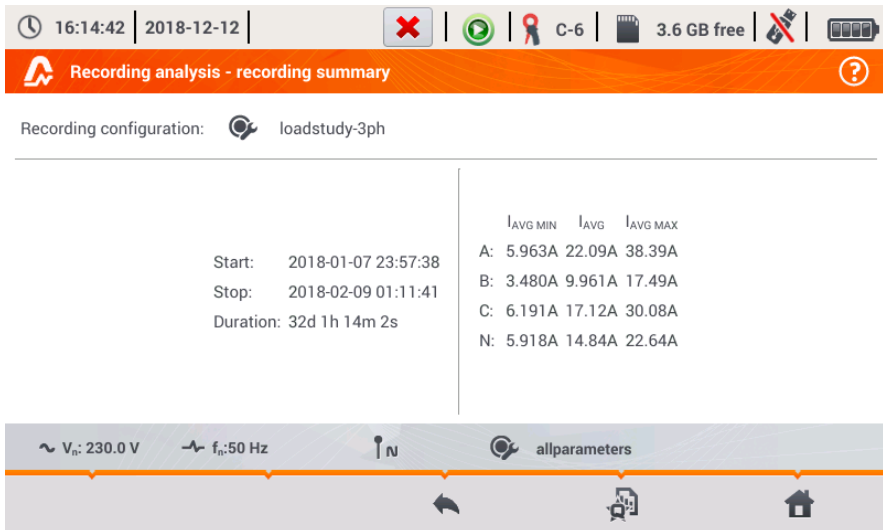 16:14:42 2018-12-12 C-6 3.6 GB free
Recording analysis - recording summary ?
Recording configuration: loadstudy-3ph
Start: 2018-01-07 23:57:38
Stop: 2018-02-09 01:11:41
Duration: 32d 1h 14m 2s
IAVG MIN IAVG IAVG MAX
A: 5.963A 22.09A 38.39A
B: 3.480A 9.961A 17.49A
C: 6.191A 17.12A 30.08A
N: 5.918A 14.84A 22.64A
Vn: 230.0 V fn:50 Hz N allparameters